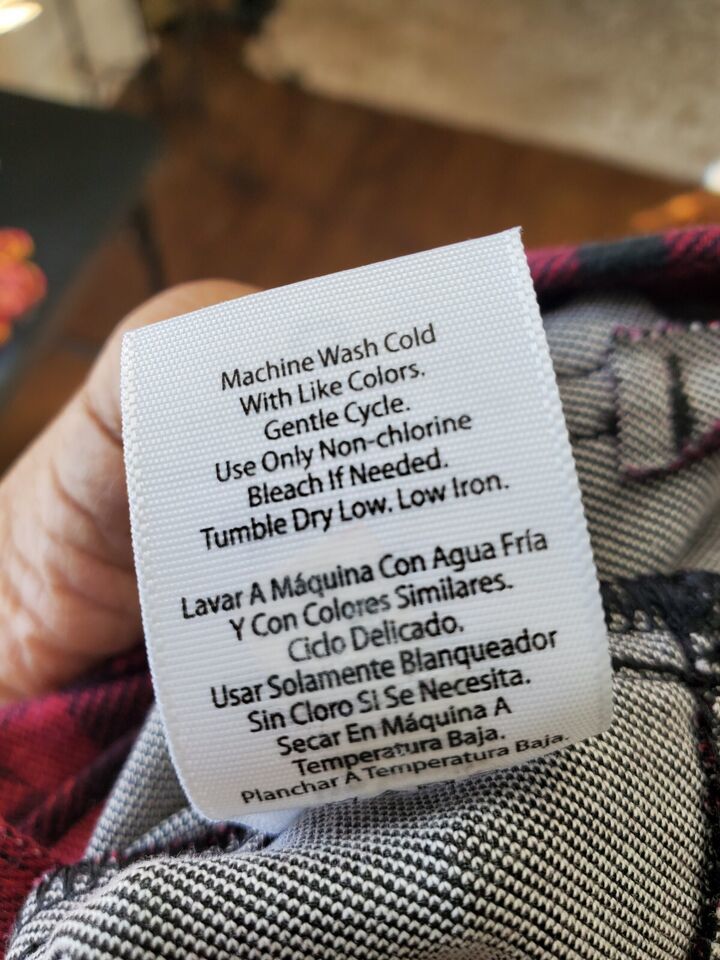 Machine Wash Cold
With Like Colors.
Gentle Cycle.
Use Only Non-chlorine
Bleach If Needed.
Tumble Dry Low. Low Iron.
Lavar A Máquina Con Agua Fría
Y Con Colores Similares.
Ciclo Delicado.
Usar Solamente Blanqueador
Sin Cloro Si Se Necesita.
Secar En Máquina A
Temperatura Baja.
Planchar A Temperatura Baja.